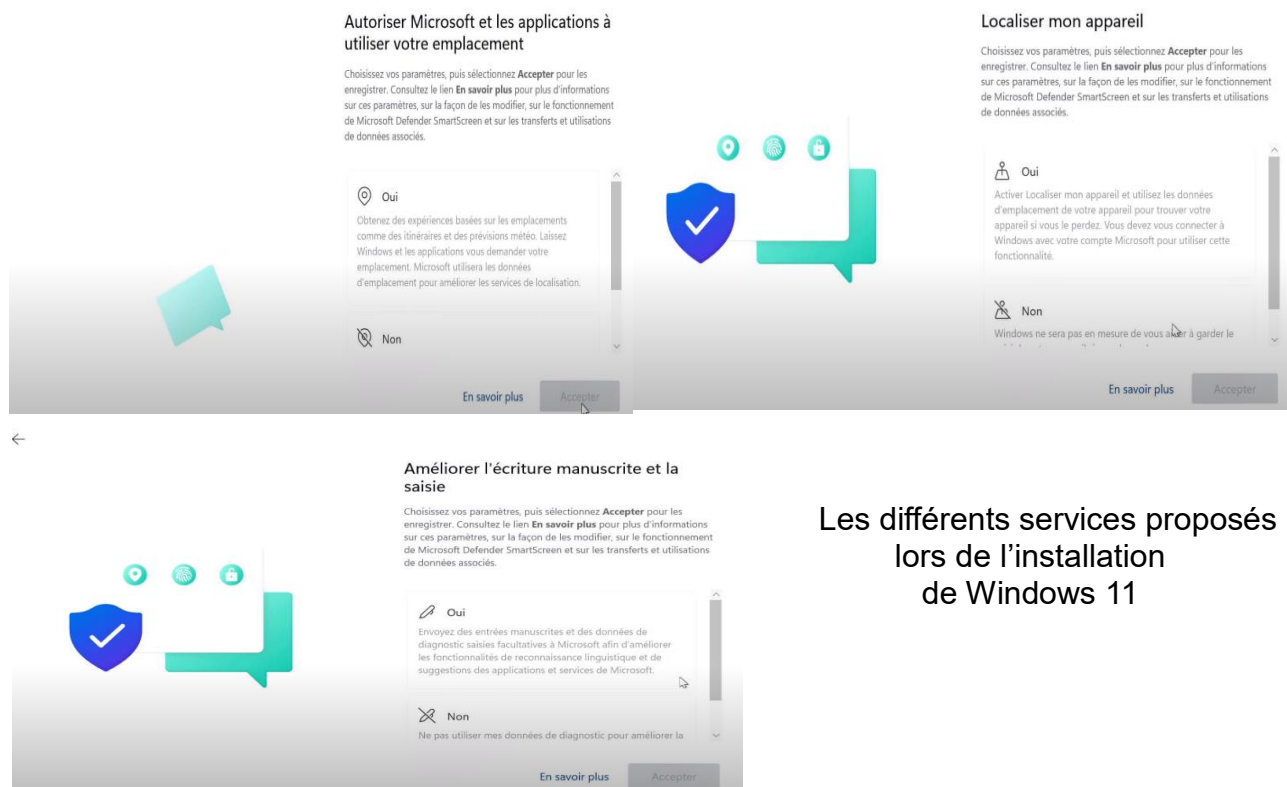 Autoriser Microsoft et les applications à
utiliser votre emplacement
Choisissez vos paramètres, puis sélectionnez Accepter pour les
enregistrer. Consultez le lien En savoir plus pour plus d'informations
sur ces paramètres, sur la façon de les modifier, sur le fonctionnement
de Microsoft Defender SmartScreen et sur les transferts et utilisations
de données associés.
Oui
Obtenez des expériences basées sur les emplacements
comme des itinéraires et des prévisions météo. Laissez
Windows et les applications vous demander votre
emplacement. Microsoft utilisera les données
d'emplacement pour améliorer les services de localisation.
Non
En savoir plus
Accepter
Localiser mon appareil
Choisissez vos paramètres, puis sélectionnez Accepter pour les
enregistrer. Consultez le lien En savoir plus pour plus d'informations
sur ces paramètres, sur la façon de les modifier, sur le fonctionnement
de Microsoft Defender SmartScreen et sur les transferts et utilisations
de données associés.
Oui
Activer Localiser mon appareil et utilisez les données
d'emplacement de votre appareil pour trouver votre
appareil si vous le perdez. Vous devez vous connecter à
Windows avec votre compte Microsoft pour utiliser cette
fonctionnalité.
Non
Windows ne sera pas en mesure de vous aider à garder le
En savoir plus
Accepter
Améliorer l'écriture manuscrite et la
saisie
Choisissez vos paramètres, puis sélectionnez Accepter pour les
enregistrer. Consultez le lien En savoir plus pour plus d'informations
sur ces paramètres, sur la façon de les modifier, sur le fonctionnement
de Microsoft Defender SmartScreen et sur les transferts et utilisations
de données associés.
Oui
Envoyez des entrées manuscrites et des données de
diagnostic saisies facultatives à Microsoft afin d'améliorer
les fonctionnalités de reconnaissance linguistique et de
suggestions des applications et services de Microsoft.
Non
Ne pas utiliser mes données de diagnostic pour améliorer la
En savoir plus
Accepter
Les différents services proposés
lors de l'installation
de Windows 11